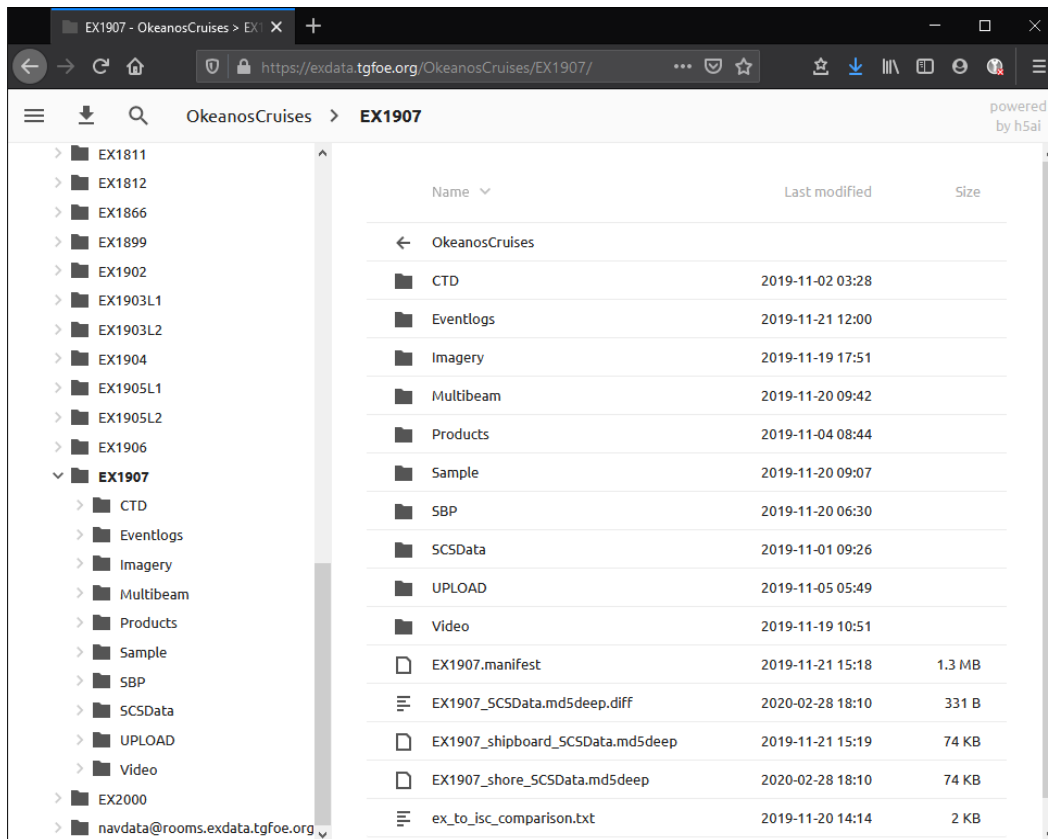 EX1907 - OkeanosCruises > EX1
https://exdata.tgfoe.org/OkeanosCruises/EX1907/
OkeanosCruises > EX1907
powered
by h5ai
EX1811
EX1812
EX1866
EX1899
EX1902
EX1903L1
EX1903L2
EX1904
EX1905L1
EX1905L2
EX1906
EX1907
CTD
Eventlogs
Imagery
Multibeam
Products
Sample
SBP
SCSData
UPLOAD
Video
EX2000
navdata@rooms.exdata.tgfoe.org
Name Last modified Size
OkeanosCruises
CTD 2019-11-02 03:28
Eventlogs 2019-11-21 12:00
Imagery 2019-11-19 17:51
Multibeam 2019-11-20 09:42
Products 2019-11-04 08:44
Sample 2019-11-20 09:07
SBP 2019-11-20 06:30
SCSData 2019-11-01 09:26
UPLOAD 2019-11-05 05:49
Video 2019-11-19 10:51
EX1907.manifest 2019-11-21 15:18 1.3 MB
EX1907_SCSData.md5deep.diff 2020-02-28 18:10 331 B
EX1907_shipboard_SCSData.md5deep 2019-11-21 15:19 74 KB
EX1907_shore_SCSData.md5deep 2020-02-28 18:10 74 KB
ex_to_isc_comparison.txt 2019-11-20 14:14 2 KB